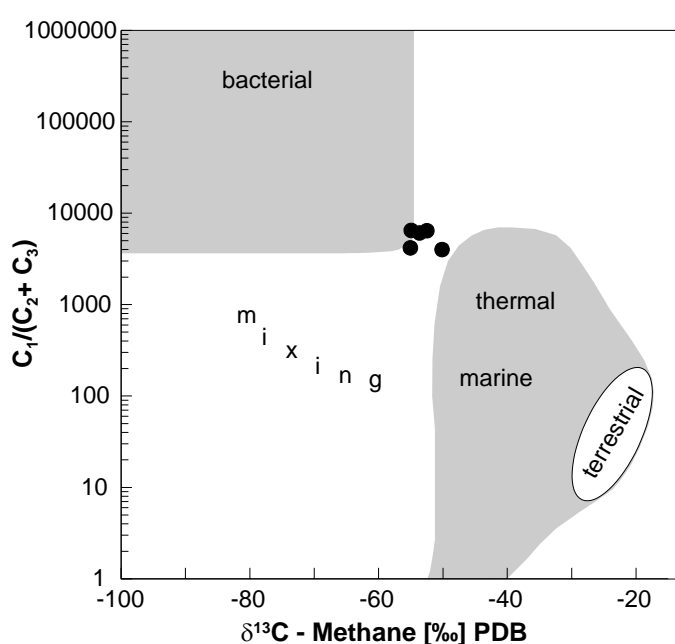 1000000
100000
10000
1000
100
10
1
C₁/(C₂+ C₃)
bacterial
thermal
marine
terrestrial
mixing
-100
-80
-60
-40
-20
δ¹³C - Methane [‰] PDB